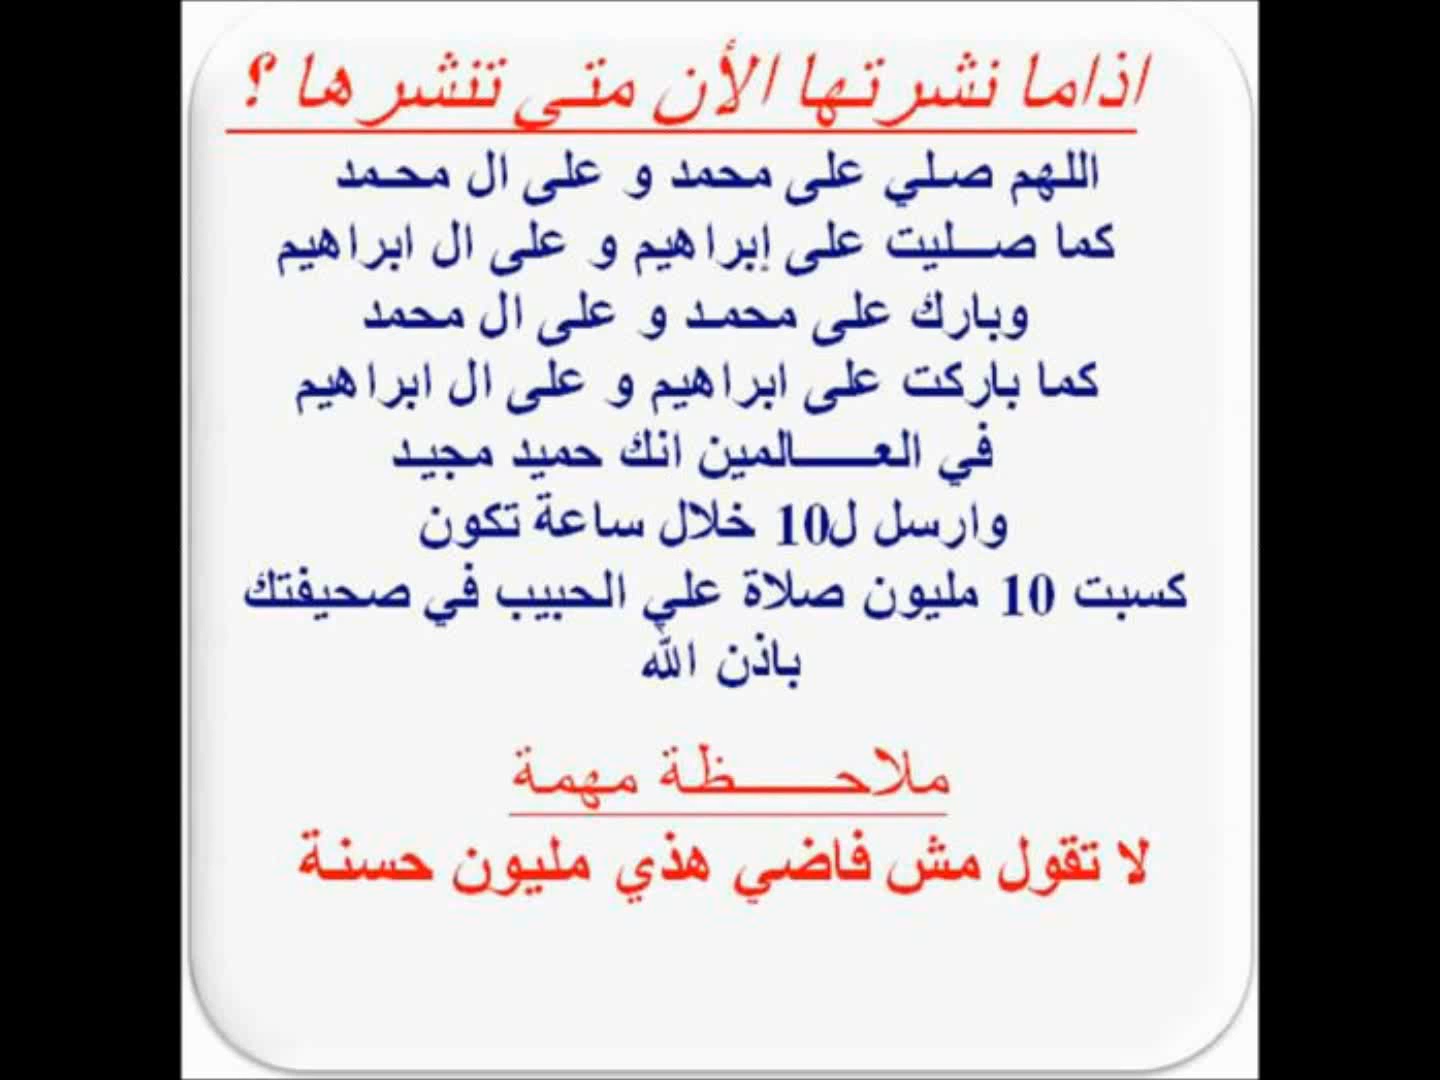 اذاما نشرتها الأن متى تنشرها ؟
اللهم صلي على محمد و على ال محمد
كما صـــليت على إبراهيم و على ال ابراهيم
وبارك على محمد و على ال محمد
كما باركت على ابراهيم و على ال ابراهيم
في العــــــالمين انك حميد مجيد
وارسل ل10 خلال ساعة تكون
كسبت 10 مليون صلاة علي الحبيب في صحيفتك
باذن الله
ملاحــــــــظة مهمة
لا تقول مش فاضي هذي مليون حسنة